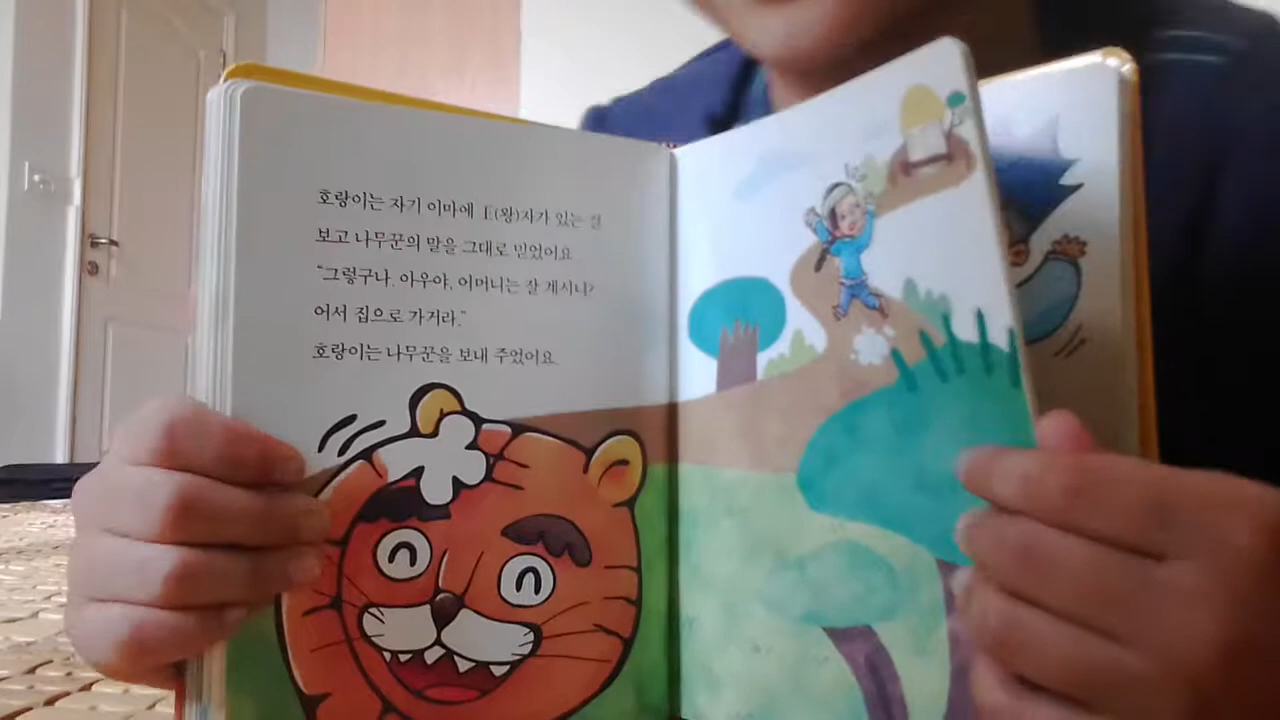 호랑이는 자기 이마에 王(왕)자가 있는 걸
보고 나무꾼의 말을 그대로 믿었어요.
“그렇구나. 아우야, 어머니는 잘 계시니?
어서 집으로 가거라.”
호랑이는 나무꾼을 보내 주었어요.